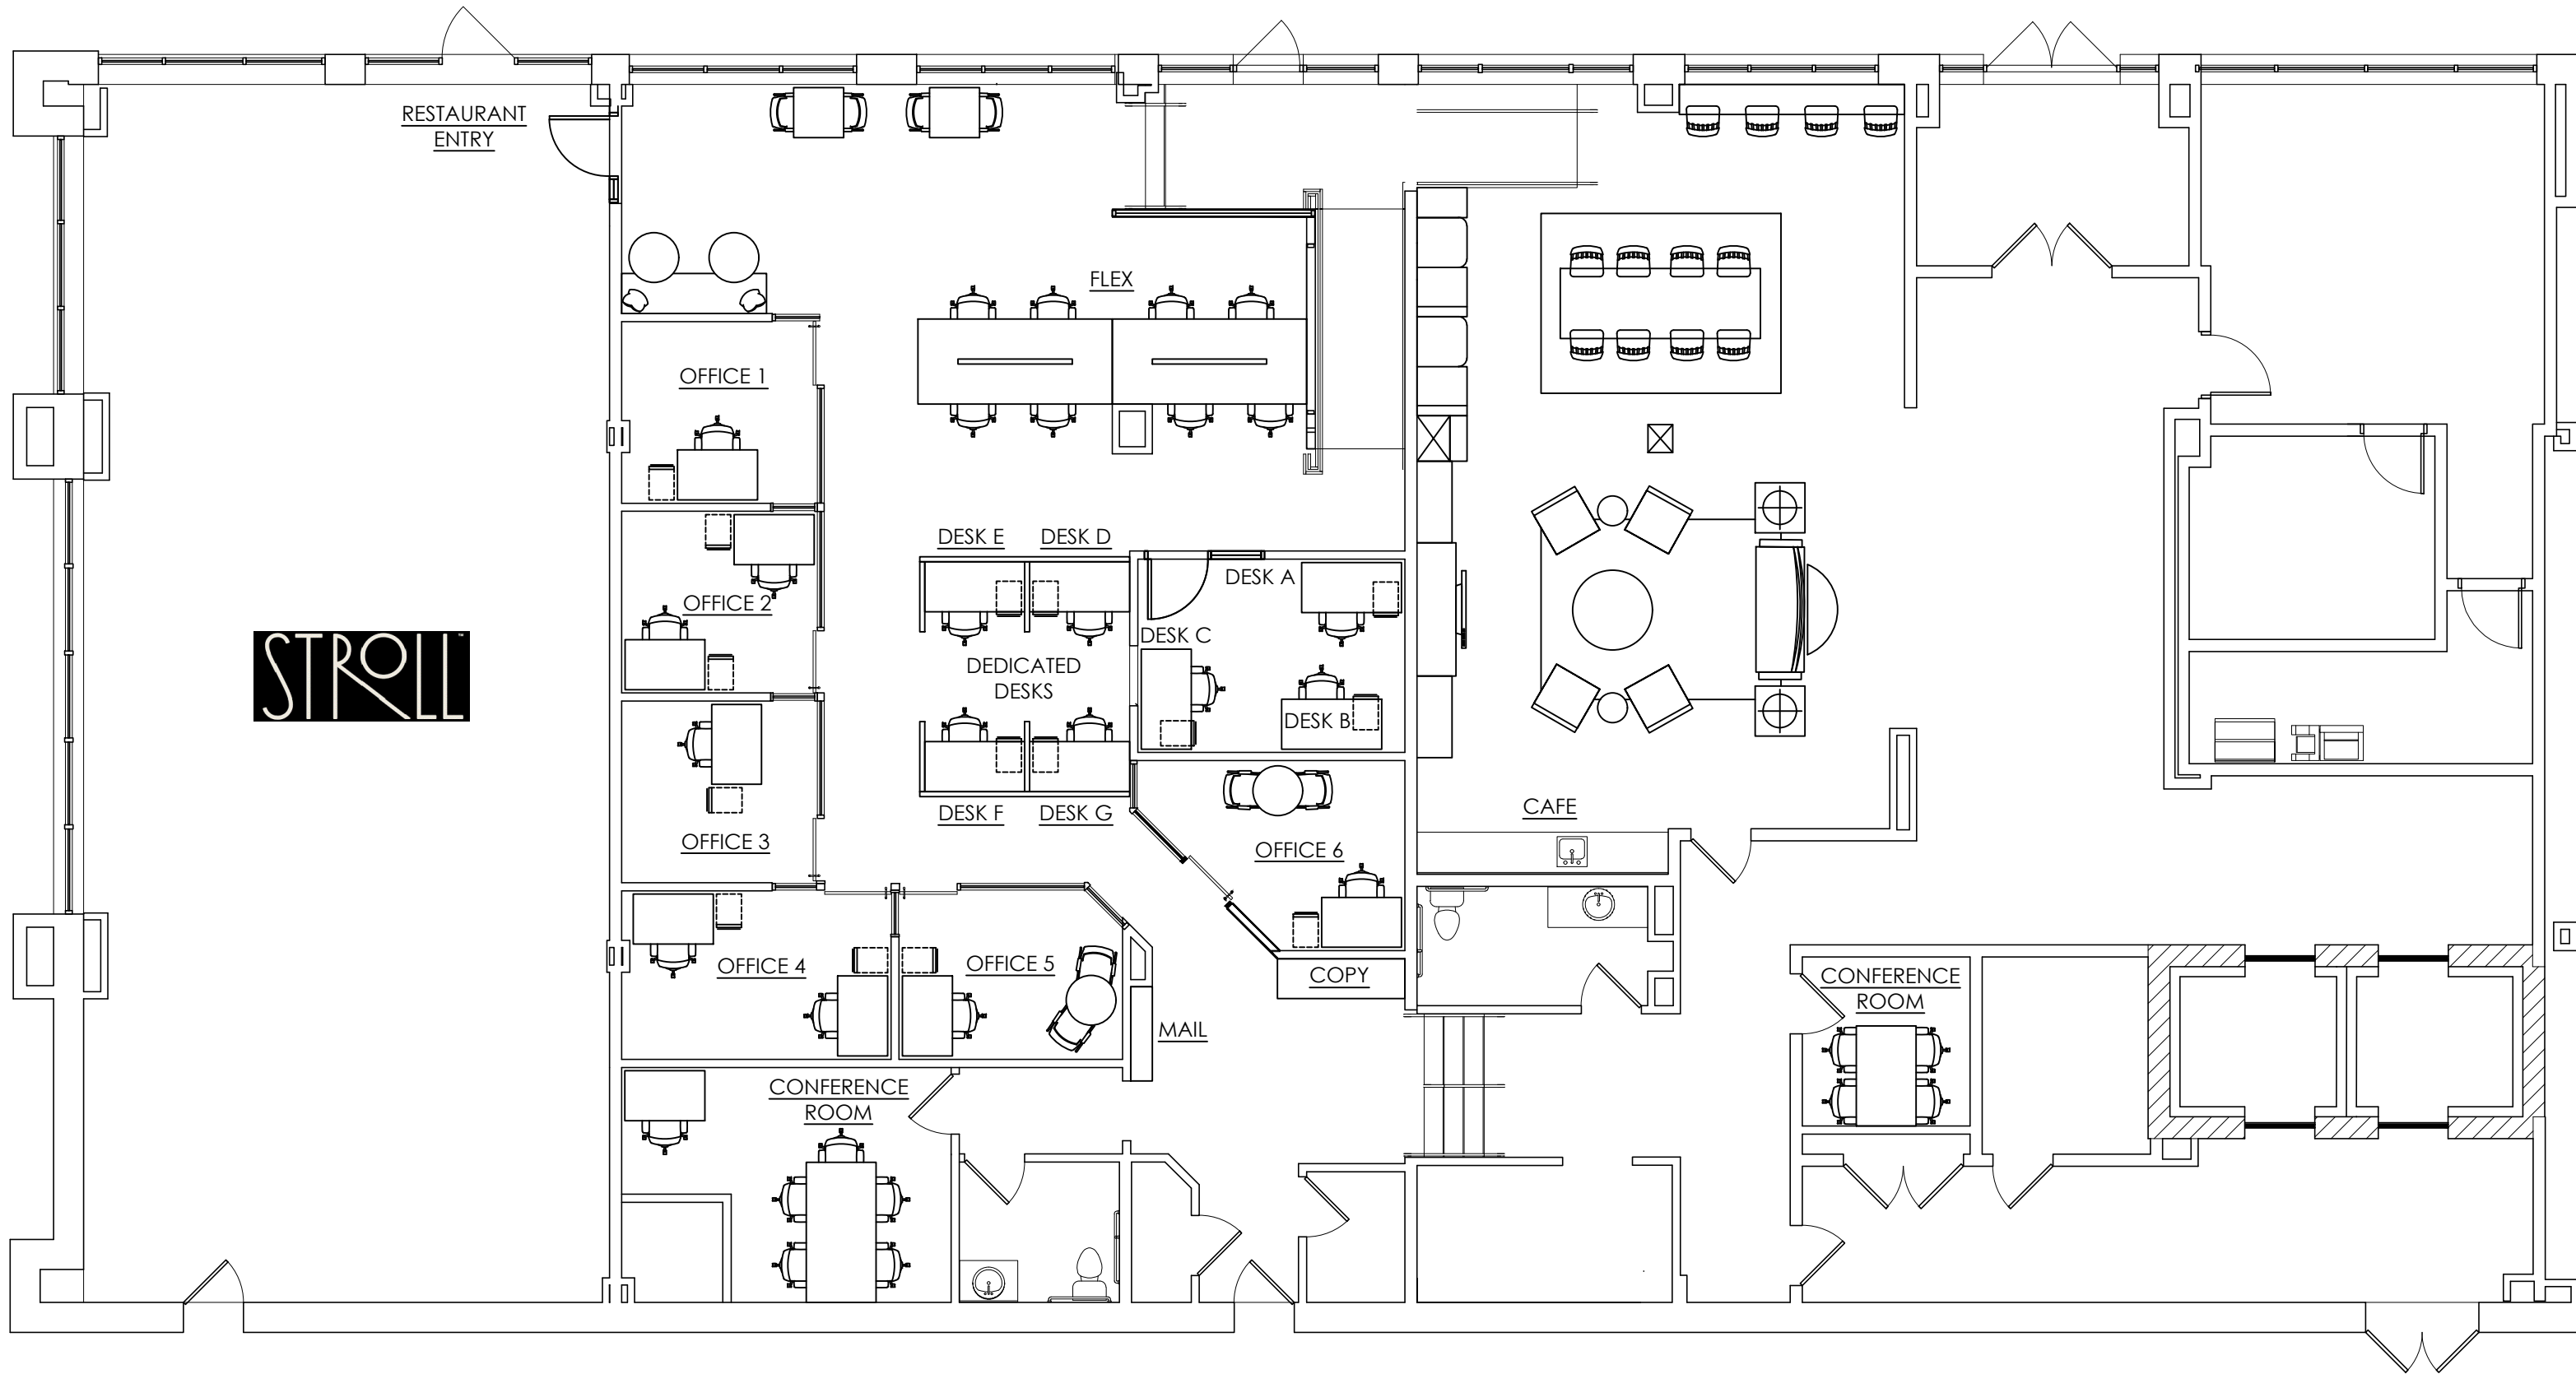 RESTAURANT
ENTRY
FLEX
OFFICE 1
DESK E
DESK D
DESK A
OFFICE 2
DESK C
STROLL™
DEDICATED
DESKS
DESK B
DESK F
DESK G
CAFE
OFFICE 3
OFFICE 6
OFFICE 4
OFFICE 5
COPY
CONFERENCE
ROOM
MAIL
CONFERENCE
ROOM